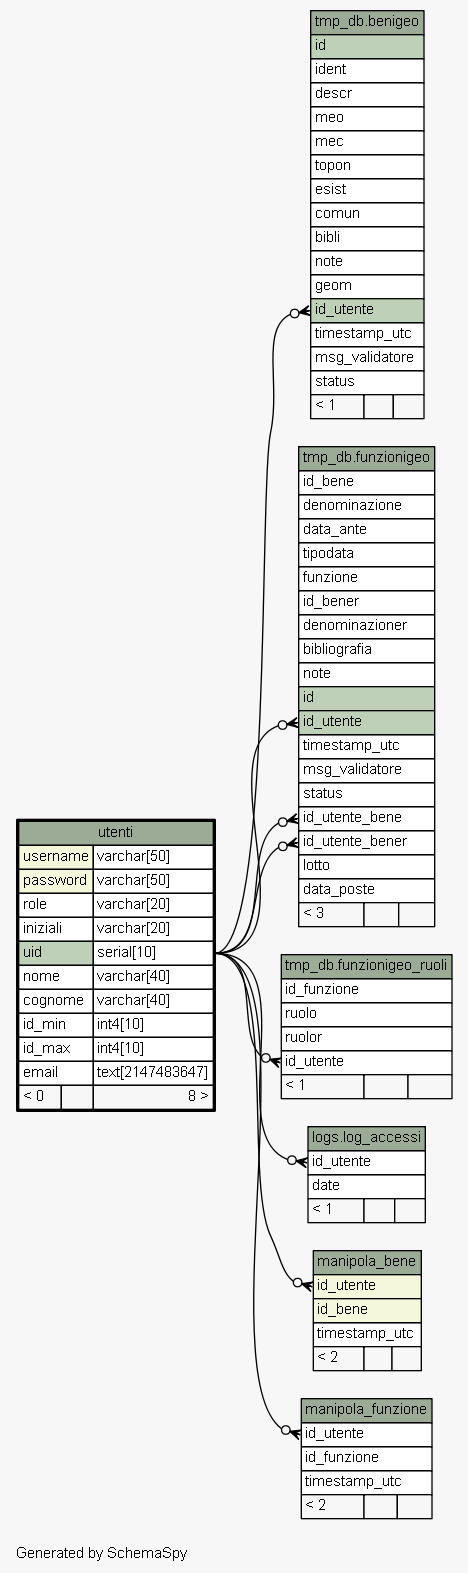 tmp_db.benigeo
id
ident
descr
meo
mec
topon
esist
comun
bibli
note
geom
id_utente
timestamp_utc
msg_validatore
status
< 1
tmp_db.funzionigeo
id_bene
denominazione
data_ante
tipodata
funzione
id_bener
denominazioner
bibliografia
note
id
id_utente
timestamp_utc
msg_validatore
status
id_utente_bene
id_utente_bener
lotto
data_poste
< 3
utenti
username varchar[50]
password varchar[50]
role varchar[20]
iniziali varchar[20]
uid serial[10]
nome varchar[40]
cognome varchar[40]
id_min int4[10]
id_max int4[10]
email text[2147483647]
< 0 8 >
tmp_db.funzionigeo_ruoli
id_funzione
ruolo
ruolor
id_utente
< 1
logs.log_accessi
id_utente
date
< 1
manipola_bene
id_utente
id_bene
timestamp_utc
< 2
manipola_funzione
id_utente
id_funzione
timestamp_utc
< 2
Generated by SchemaSpy